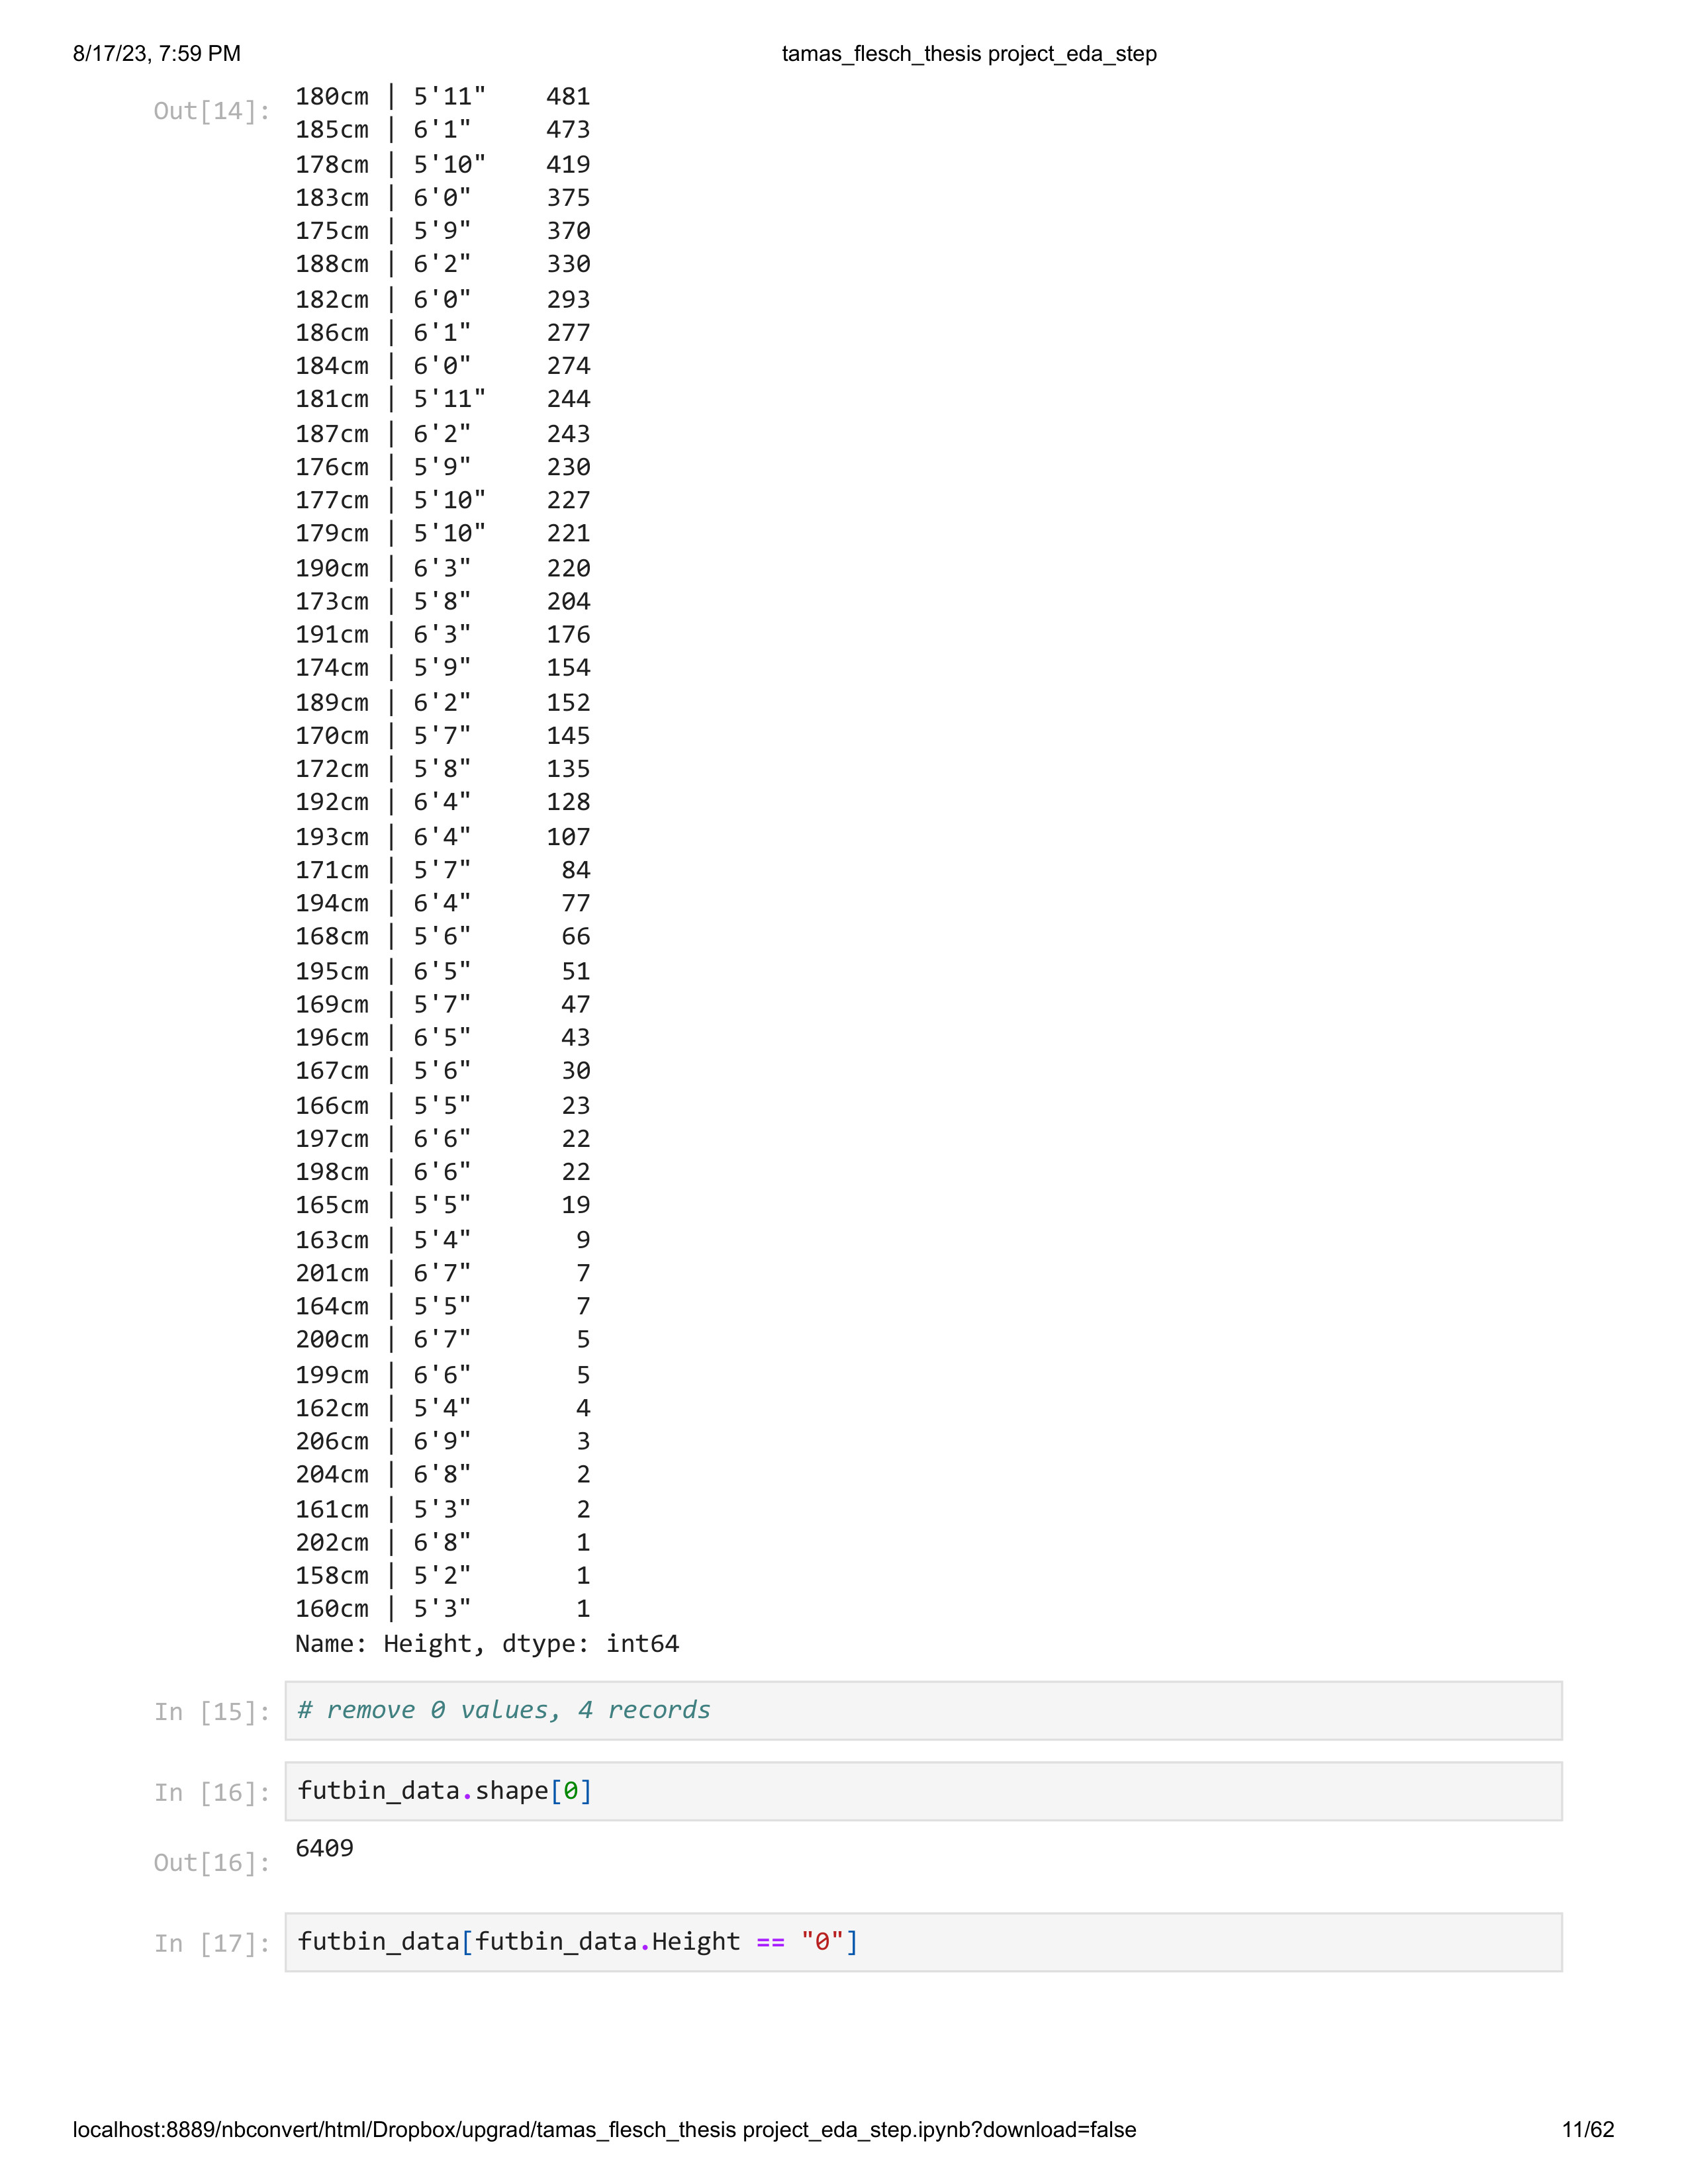 8/17/23, 7:59 PM tamas_flesch_thesis project_eda_step
Out[14]: 180cm | 5'11" 481
185cm | 6'1" 473
178cm | 5'10" 419
183cm | 6'0" 375
175cm | 5'9" 370
188cm | 6'2" 330
182cm | 6'0" 293
186cm | 6'1" 277
184cm | 6'0" 274
181cm | 5'11" 244
187cm | 6'2" 243
176cm | 5'9" 230
177cm | 5'10" 227
179cm | 5'10" 221
190cm | 6'3" 220
173cm | 5'8" 204
191cm | 6'3" 176
174cm | 5'9" 154
189cm | 6'2" 152
170cm | 5'7" 145
172cm | 5'8" 135
192cm | 6'4" 128
193cm | 6'4" 107
171cm | 5'7" 84
194cm | 6'4" 77
168cm | 5'6" 66
195cm | 6'5" 51
169cm | 5'7" 47
196cm | 6'5" 43
167cm | 5'6" 30
166cm | 5'5" 23
197cm | 6'6" 22
198cm | 6'6" 22
165cm | 5'5" 19
163cm | 5'4" 9
201cm | 6'7" 7
164cm | 5'5" 7
200cm | 6'7" 5
199cm | 6'6" 5
162cm | 5'4" 4
206cm | 6'9" 3
204cm | 6'8" 2
161cm | 5'3" 2
202cm | 6'8" 1
158cm | 5'2" 1
160cm | 5'3" 1
Name: Height, dtype: int64
In [15]: # remove 0 values, 4 records
In [16]: futbin_data.shape[0]
Out[16]: 6409
In [17]: futbin_data[futbin_data.Height == "0"]
localhost:8889/nbconvert/html/Dropbox/upgrad/tamas_flesch_thesis project_eda_step.ipynb?download=false 11/62